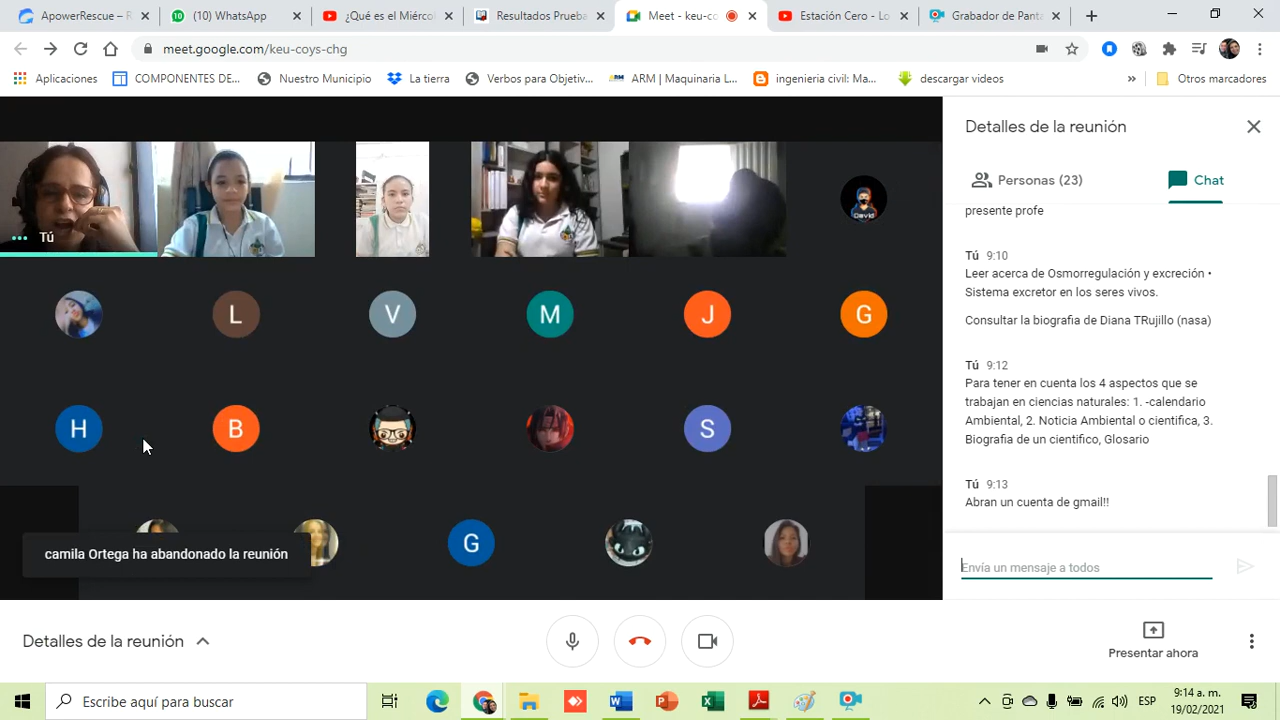 ApowerRescue - R
(10) WhatsApp
¿Qués el Miércol
Resultados Prueba
Meet - keu-co
Estación Cero - Lo
Grabador de Panta
meet.google.com/keu-coys-chg
Aplicaciones
COMPONENTES DE...
Nuestro Municipio
La tierra
Verbos para Objetiv...
ARM | Maquinaria L...
ingenieria civil: Ma...
descargar videos
»
Otros marcadores
Detalles de la reunión
Personas (23)
Chat
presente profe
Tú 9:10
Leer acerca de Osmorregulación y excreción •
Sistema excretor en los seres vivos.
Consultar la biografia de Diana TRujillo (nasa)
Tú 9:12
Para tener en cuenta los 4 aspectos que se
trabajan en ciencias naturales: 1. -calendario
Ambiental, 2. Noticia Ambiental o científica, 3.
Biografia de un cientifico, Glosario
Tú 9:13
Abran un cuenta de gmail!!
Envía un mensaje a todos
Tú
David
L
V
M
J
G
H
B
S
G
camila Ortega ha abandonado la reunión
Detalles de la reunión
Presentar ahora
Escribe aquí para buscar
ESP
9:14 a. m.
19/02/2021